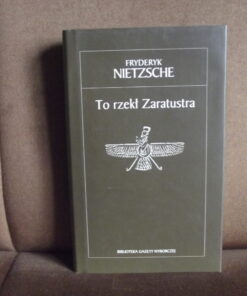 FRYDERYK
NIETZSCHE
To rzekł Zaratustra
BIBLIOTEKA GAZETY WYBORCZEJ